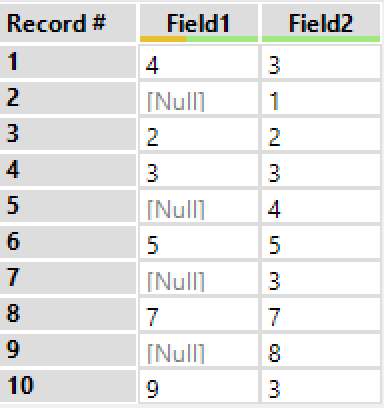 Record # Field1 Field2
1 4 3
2 [Null] 1
3 2 2
4 3 3
5 [Null] 4
6 5 5
7 [Null] 3
8 7 7
9 [Null] 8
10 9 3